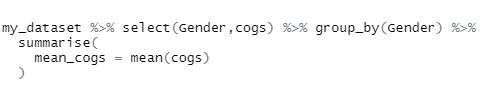 my_dataset %>% select(Gender,cogs) %>% group_by(Gender) %>%
  summarise(
    mean_cogs = mean(cogs)
  )